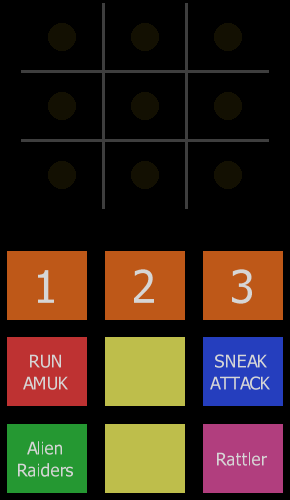 1 2 3
RUN
AMUK
SNEAK
ATTACK
Alien
Raiders
Rattler